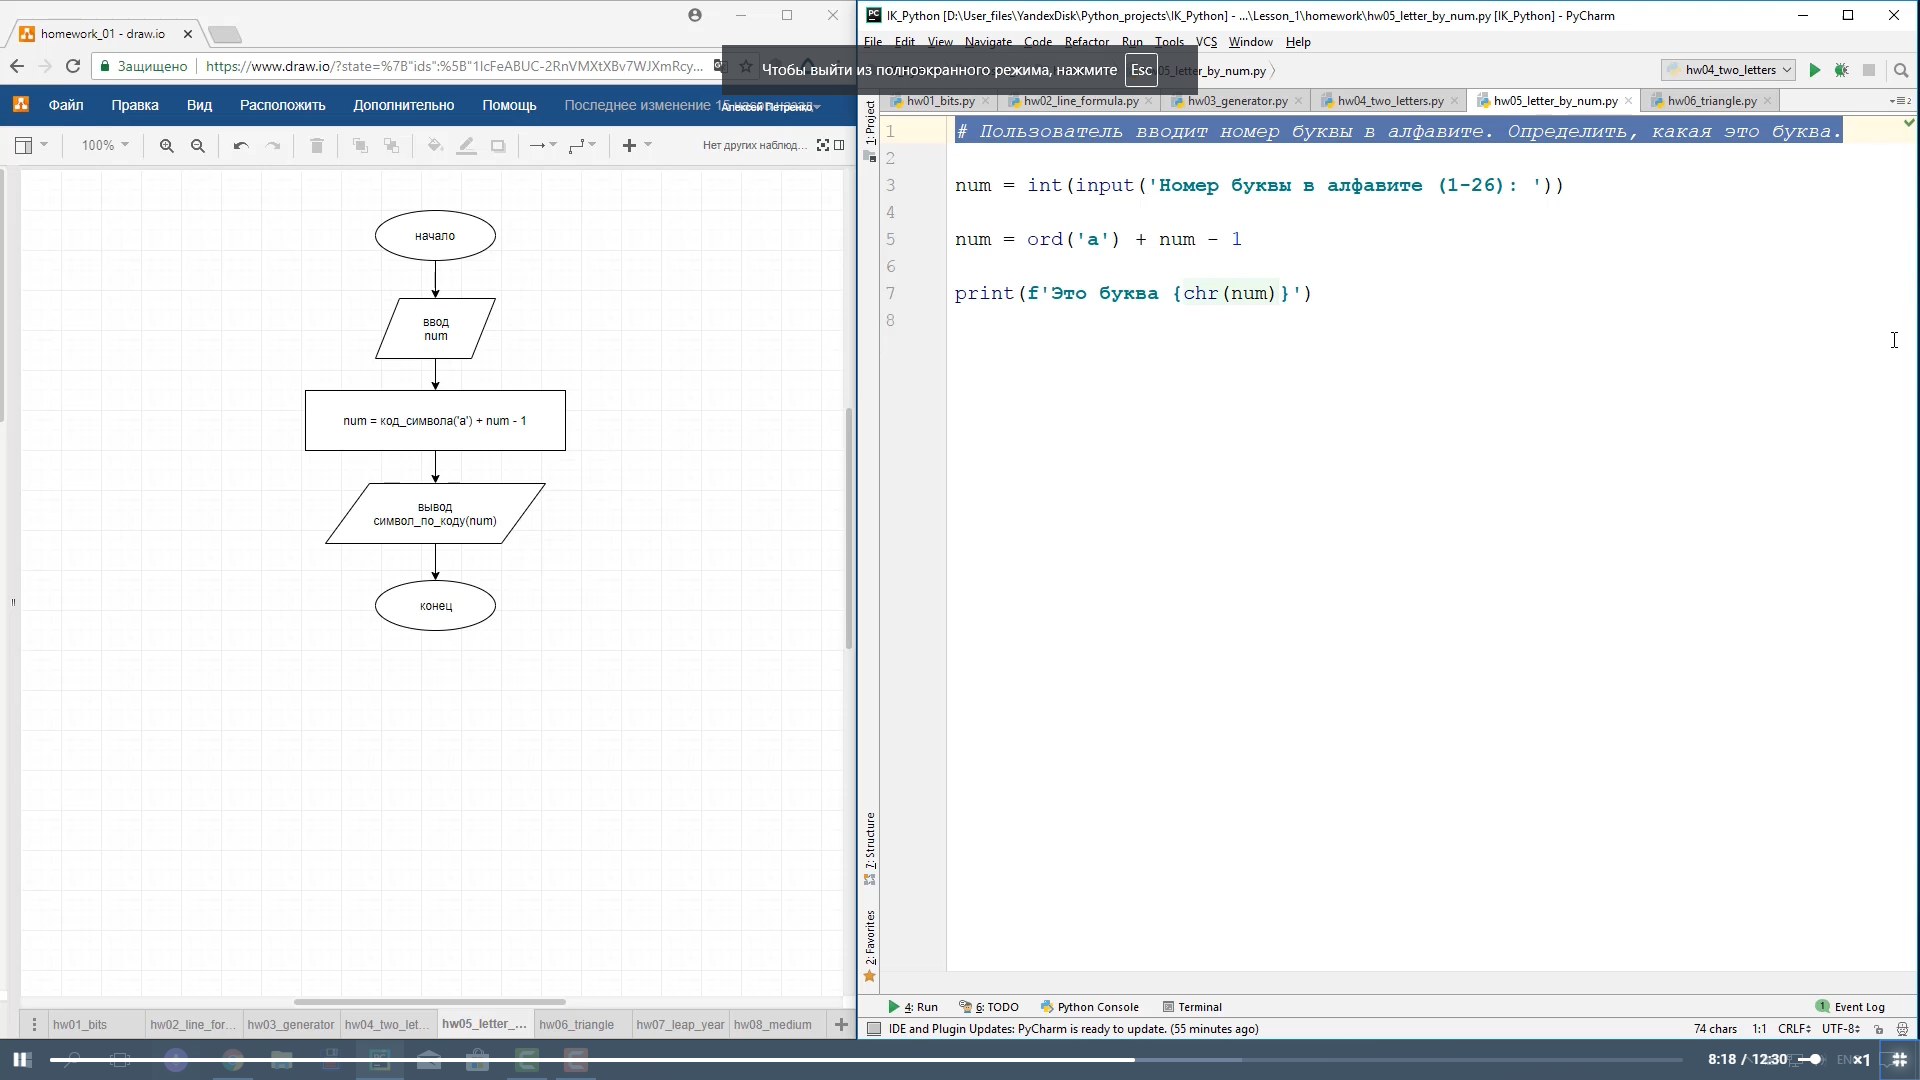 homework_01 - draw.io
Защищено
https://www.draw.io/?state=%7B"ids":%5B"1IcFeABUC-2RnVMXtXBv7WJXmRcy...
Файл Правка Вид Расположить Дополнительно Помощь Последнее изменение
Алексей Петренко
100%
Нет других наблюд...
начало
ввод
num
num = код_символа('a') + num - 1
вывод
символ_по_коду(num)
конец
hw01_bits hw02_line_for... hw03_generator hw04_two_let... hw05_letter_... hw06_triangle hw07_leap_year hw08_medium
IK_Python [D:\User_files\YandexDisk\Python_projects\IK_Python] - ...\Lesson_1\homework\hw05_letter_by_num.py [IK_Python] - PyCharm
File Edit View Navigate Code Refactor Run Tools VCS Window Help
Чтобы выйти из полноэкранного режима, нажмите Esc
letter_by_num.py
hw04_two_letters
hw01_bits.py hw02_line_formula.py hw03_generator.py hw04_two_letters.py hw05_letter_by_num.py hw06_triangle.py
2
1: Project
1 # Пользователь вводит номер буквы в алфавите. Определить, какая это буква.
2
3 num = int(input('Номер буквы в алфавите (1-26): '))
4
5 num = ord('a') + num - 1
6
7 print(f'Это буква {chr(num)}')
8
7: Structure
2: Favorites
4: Run 6: TODO Python Console Terminal 1 Event Log
IDE and Plugin Updates: PyCharm is ready to update. (55 minutes ago) 74 chars 1:1 CRLF UTF-8
8:18 / 12:30 EN ×1